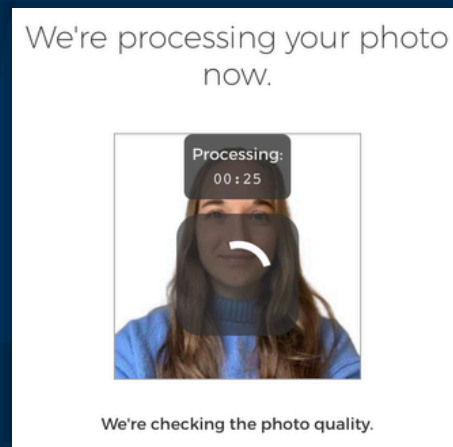 We're processing your photo
now.
Processing:
00:25
We're checking the photo quality.